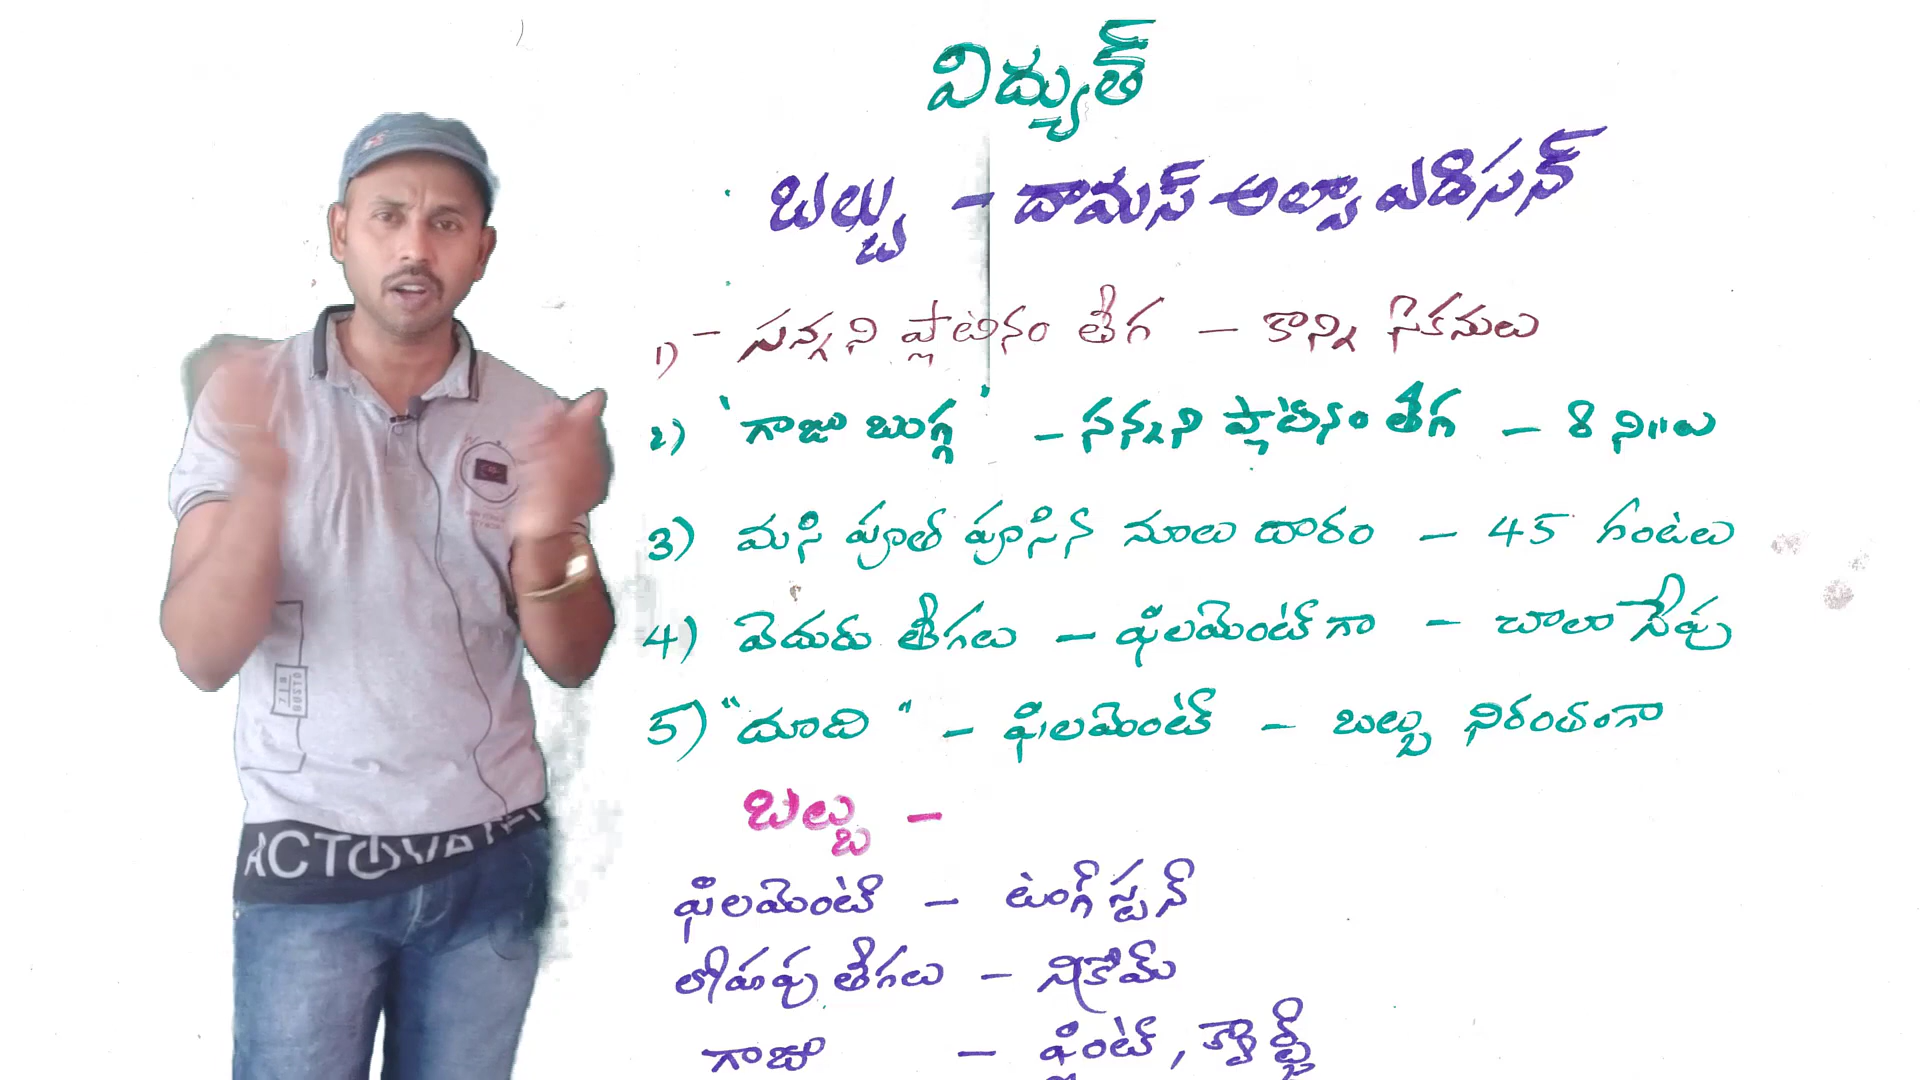 విద్యుత్
బల్బు - దామస్ అల్వా ఎడిసన్
1) - సన్నని ప్లాటినం తీగ - కాన్ని సెకనులు
2) 'గాజు బుగ్గ' - సన్నని ప్లాటినం తీగ - 8 ని॥లు
3) మసి పూత పూసిన నూలు దారం - 45 గంటలు
4) వెదురు తీగలు - ఫిలమెంట్ గా - చాలా సేపు
5) "దూది" - ఫిలమెంట్ - బల్బు నిరంతంగా
బల్బు -
ఫిలమెంట్ - టంగ్ స్టన్
లోహపు తీగలు - నిక్రోమ్
గాజు - ఫ్లింట్, క్వార్ట్జ్
ACTOVATE